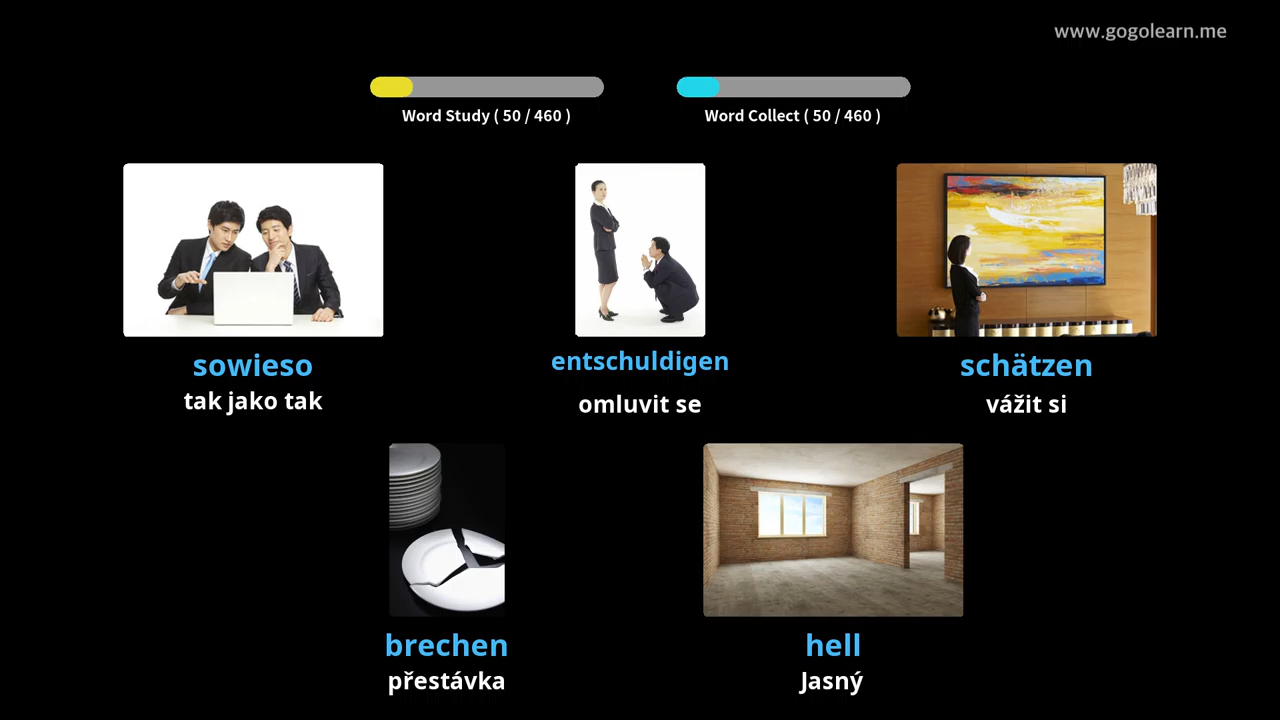 www.gogolearn.me
Word Study ( 50 / 460 )
Word Collect ( 50 / 460 )
sowieso
tak jako tak
entschuldigen
omluvit se
schätzen
vážit si
brechen
přestávka
hell
Jasný